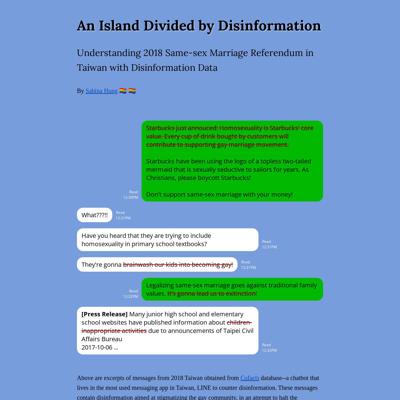 An Island Divided by Disinformation
Understanding 2018 Same-sex Marriage Referendum in
Taiwan with Disinformation Data
By Sabina Hung 🏳️‍🌈 🏳️‍🌈
Starbucks just annouced: Homosexuality is Starbucks' core
value. Every cup of drink bought by customers will
contribute to supporting gay marriage movement.
Starbucks have been using the logo of a topless two-tailed
mermaid that is sexually seductive to sailors for years. As
Christians, please boycott Starbucks!
Don't support same-sex marriage with your money!
Read
12:30PM
What???!!
Read
12:31PM
Have you heard that they are trying to include
homosexuality in primary school textbooks?
Read
12:31PM
They're gonna brainwash our kids into becoming gay!
Read
12:31PM
Legalizing same-sex marriage goes against traditional family
values. It's gonna lead us to extinction!
Read
12:32PM
[Press Release] Many junior high school and elementary
school websites have published information about children-
inappropriate activities due to announcements of Taipei Civil
Affairs Bureau
2017-10-06 ...
Read
12:33PM
Above are excerpts of messages from 2018 Taiwan obtained from Cofacts database--a chatbot that
lives in the most used messaging app in Taiwan, LINE to counter disinformation. These messages
contain disinformation aimed at stigmatizing the gay community, in an attempt to halt the